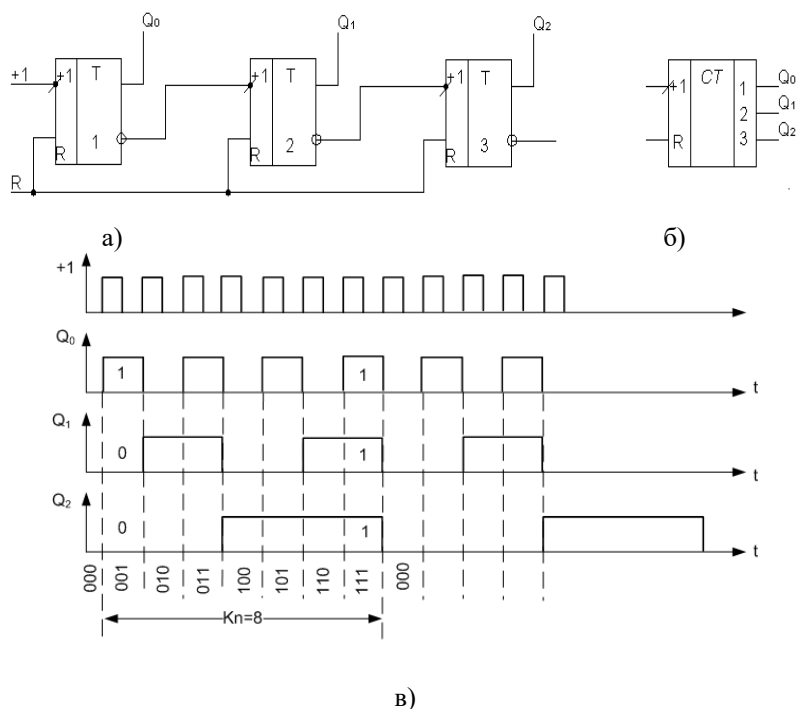 Q0 Q1 Q2
+1 +1 T +1 T +1 T +1 CT 1 Q0
2 Q1
R 1 R 2 R 3 R 3 Q2
R
а) б)
+1
Q0
1 1 t
Q1
0 1 t
Q2
0 1 t
000 001 010 011 100 101 110 111 000
Kn=8
в)